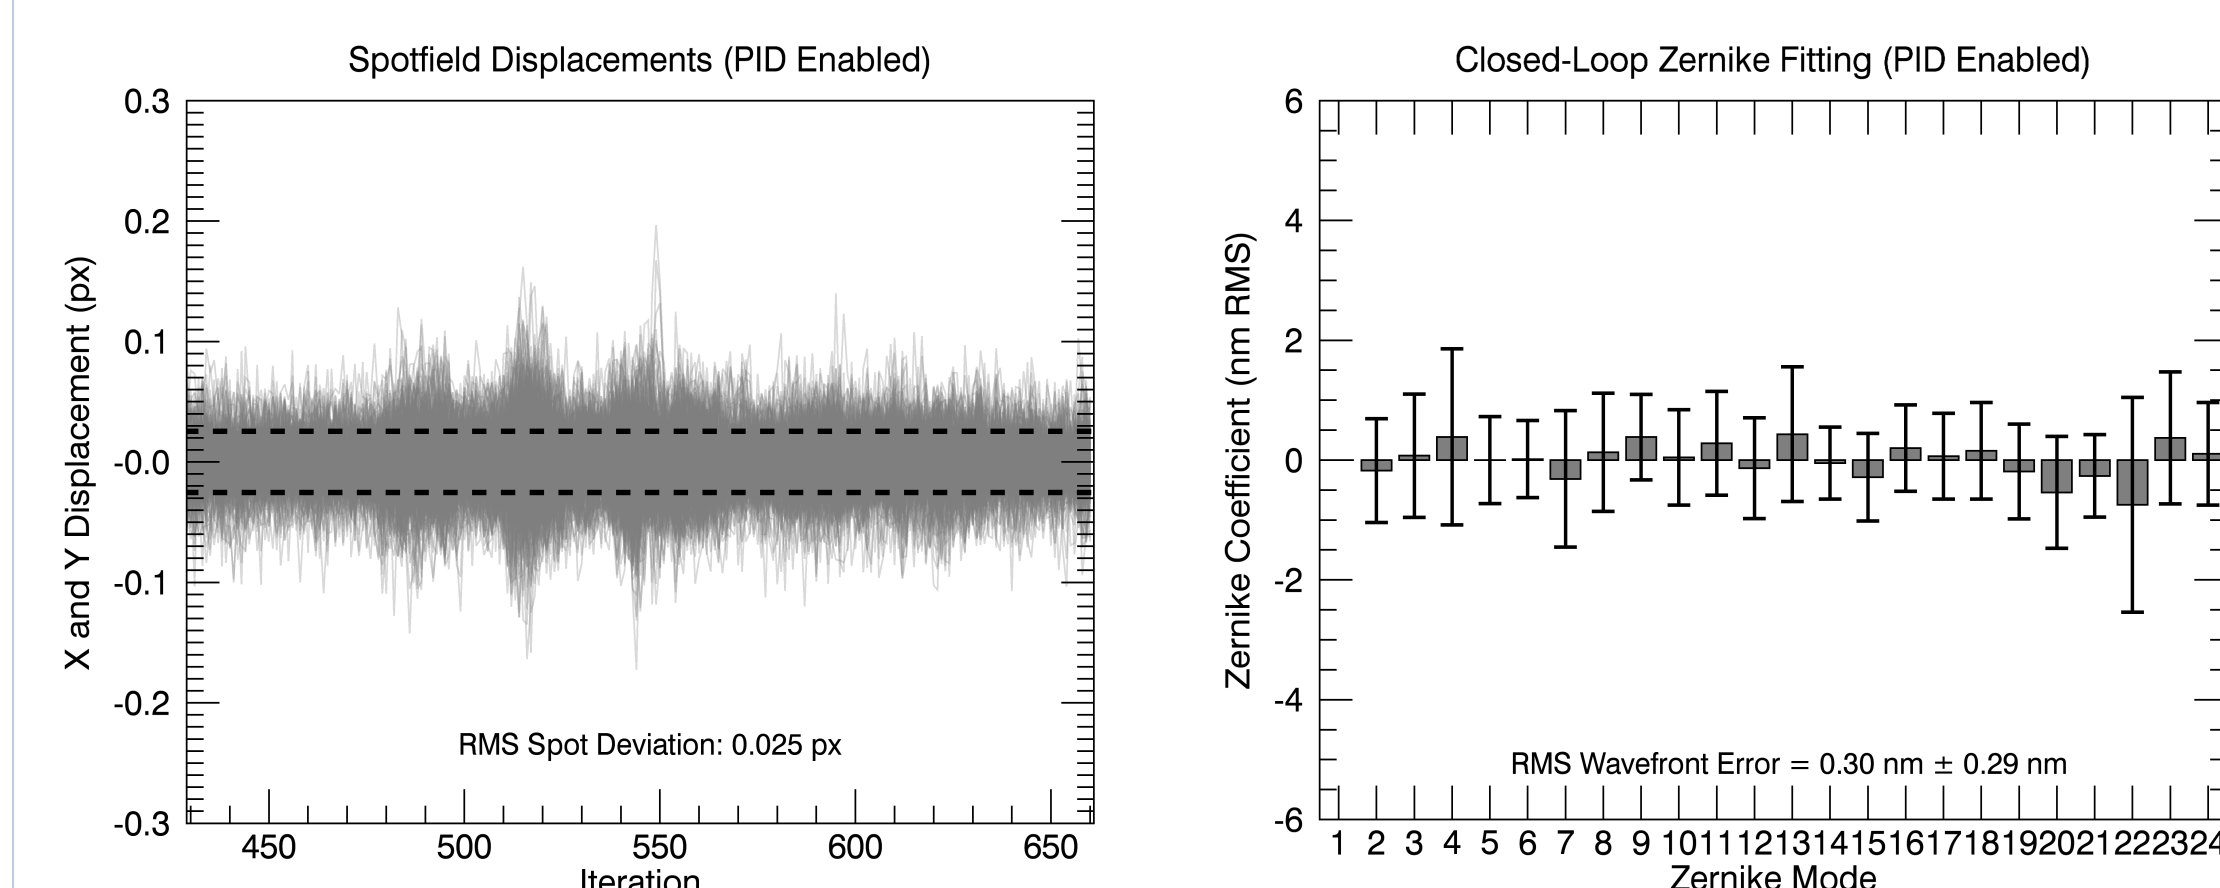 Spotfield Displacements (PID Enabled)
0.3
0.2
0.1
-0.0
-0.1
-0.2
-0.3
X and Y Displacement (px)
RMS Spot Deviation: 0.025 px
450 500 550 600 650
Iteration
Closed-Loop Zernike Fitting (PID Enabled)
6
4
2
0
-2
-4
-6
Zernike Coefficient (nm RMS)
RMS Wavefront Error = 0.30 nm ± 0.29 nm
1 2 3 4 5 6 7 8 9 10 11 12 13 14 15 16 17 18 19 20 21 22 23 24
Zernike Mode